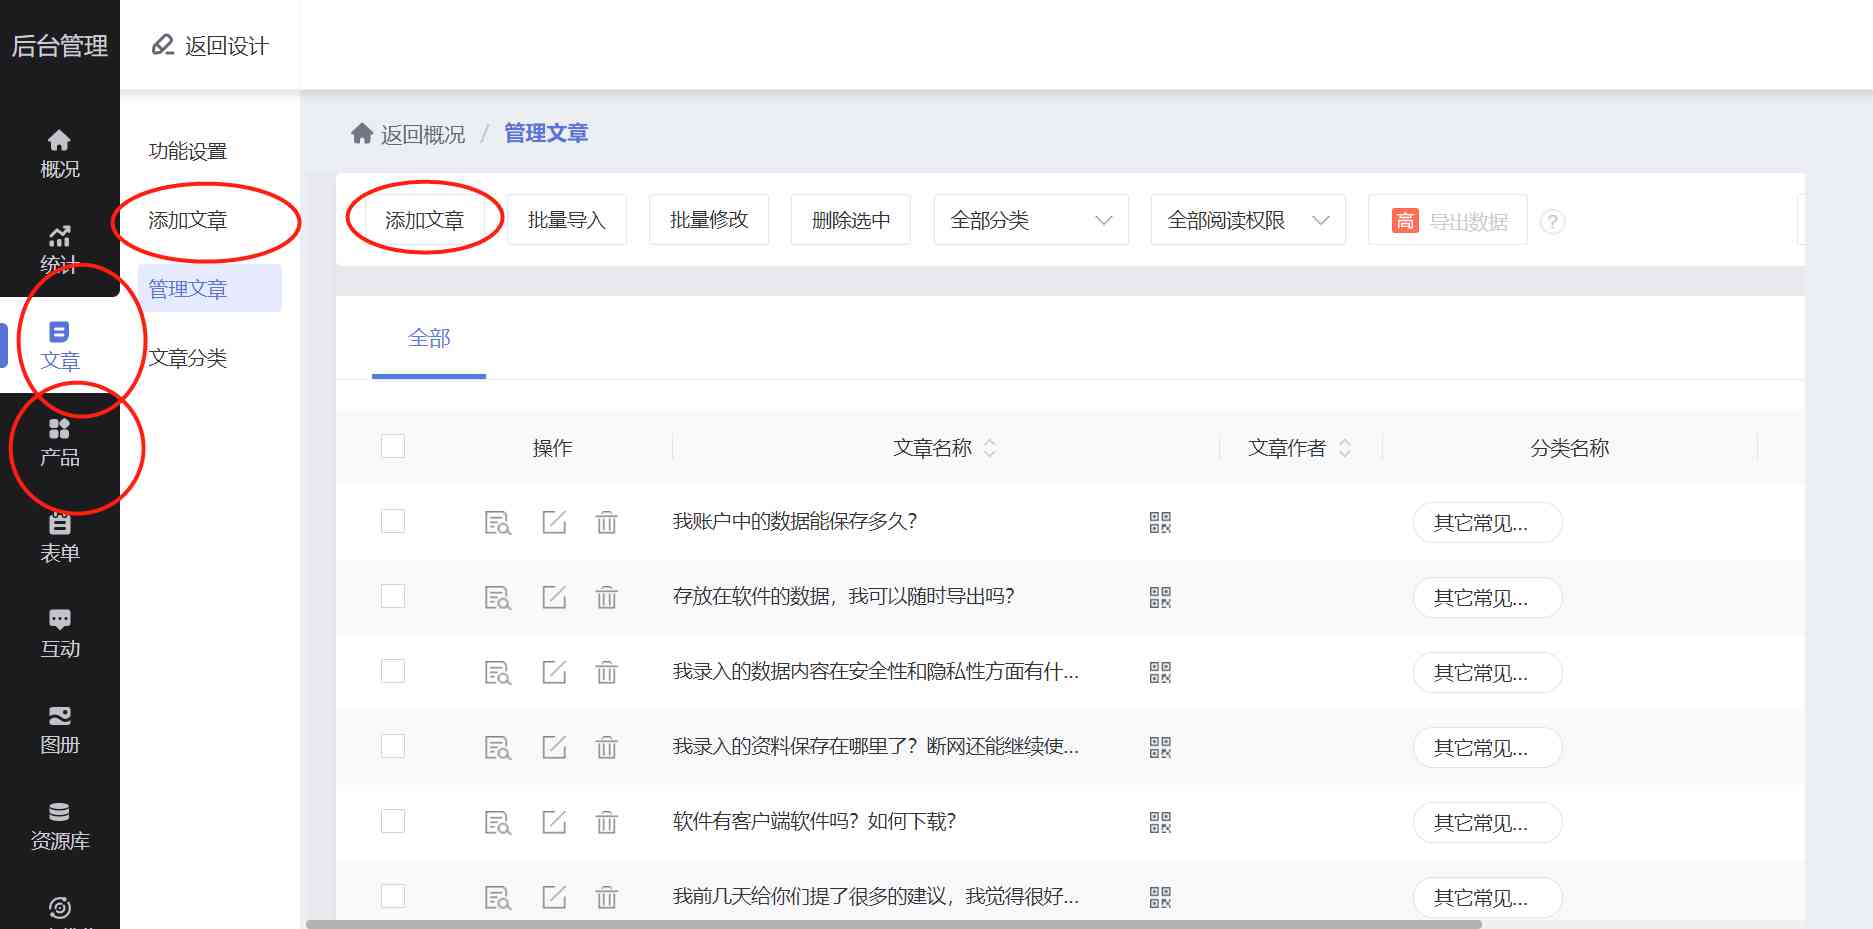 后台管理
返回设计
概况
统计
文章
产品
表单
互动
图册
资源库
功能设置
添加文章
管理文章
文章分类
返回概况 / 管理文章
添加文章 批量导入 批量修改 删除选中 全部分类 全部阅读权限 高 导出数据 ?
全部
操作 文章名称 文章作者 分类名称
我账户中的数据能保存多久? 其它常见...
存放在软件的数据，我可以随时导出吗? 其它常见...
我录入的数据内容在安全性和隐私性方面有什... 其它常见...
我录入的资料保存在哪里了? 断网还能继续使... 其它常见...
软件有客户端软件吗? 如何下载? 其它常见...
我前几天给你们提了很多的建议，我觉得很好... 其它常见...